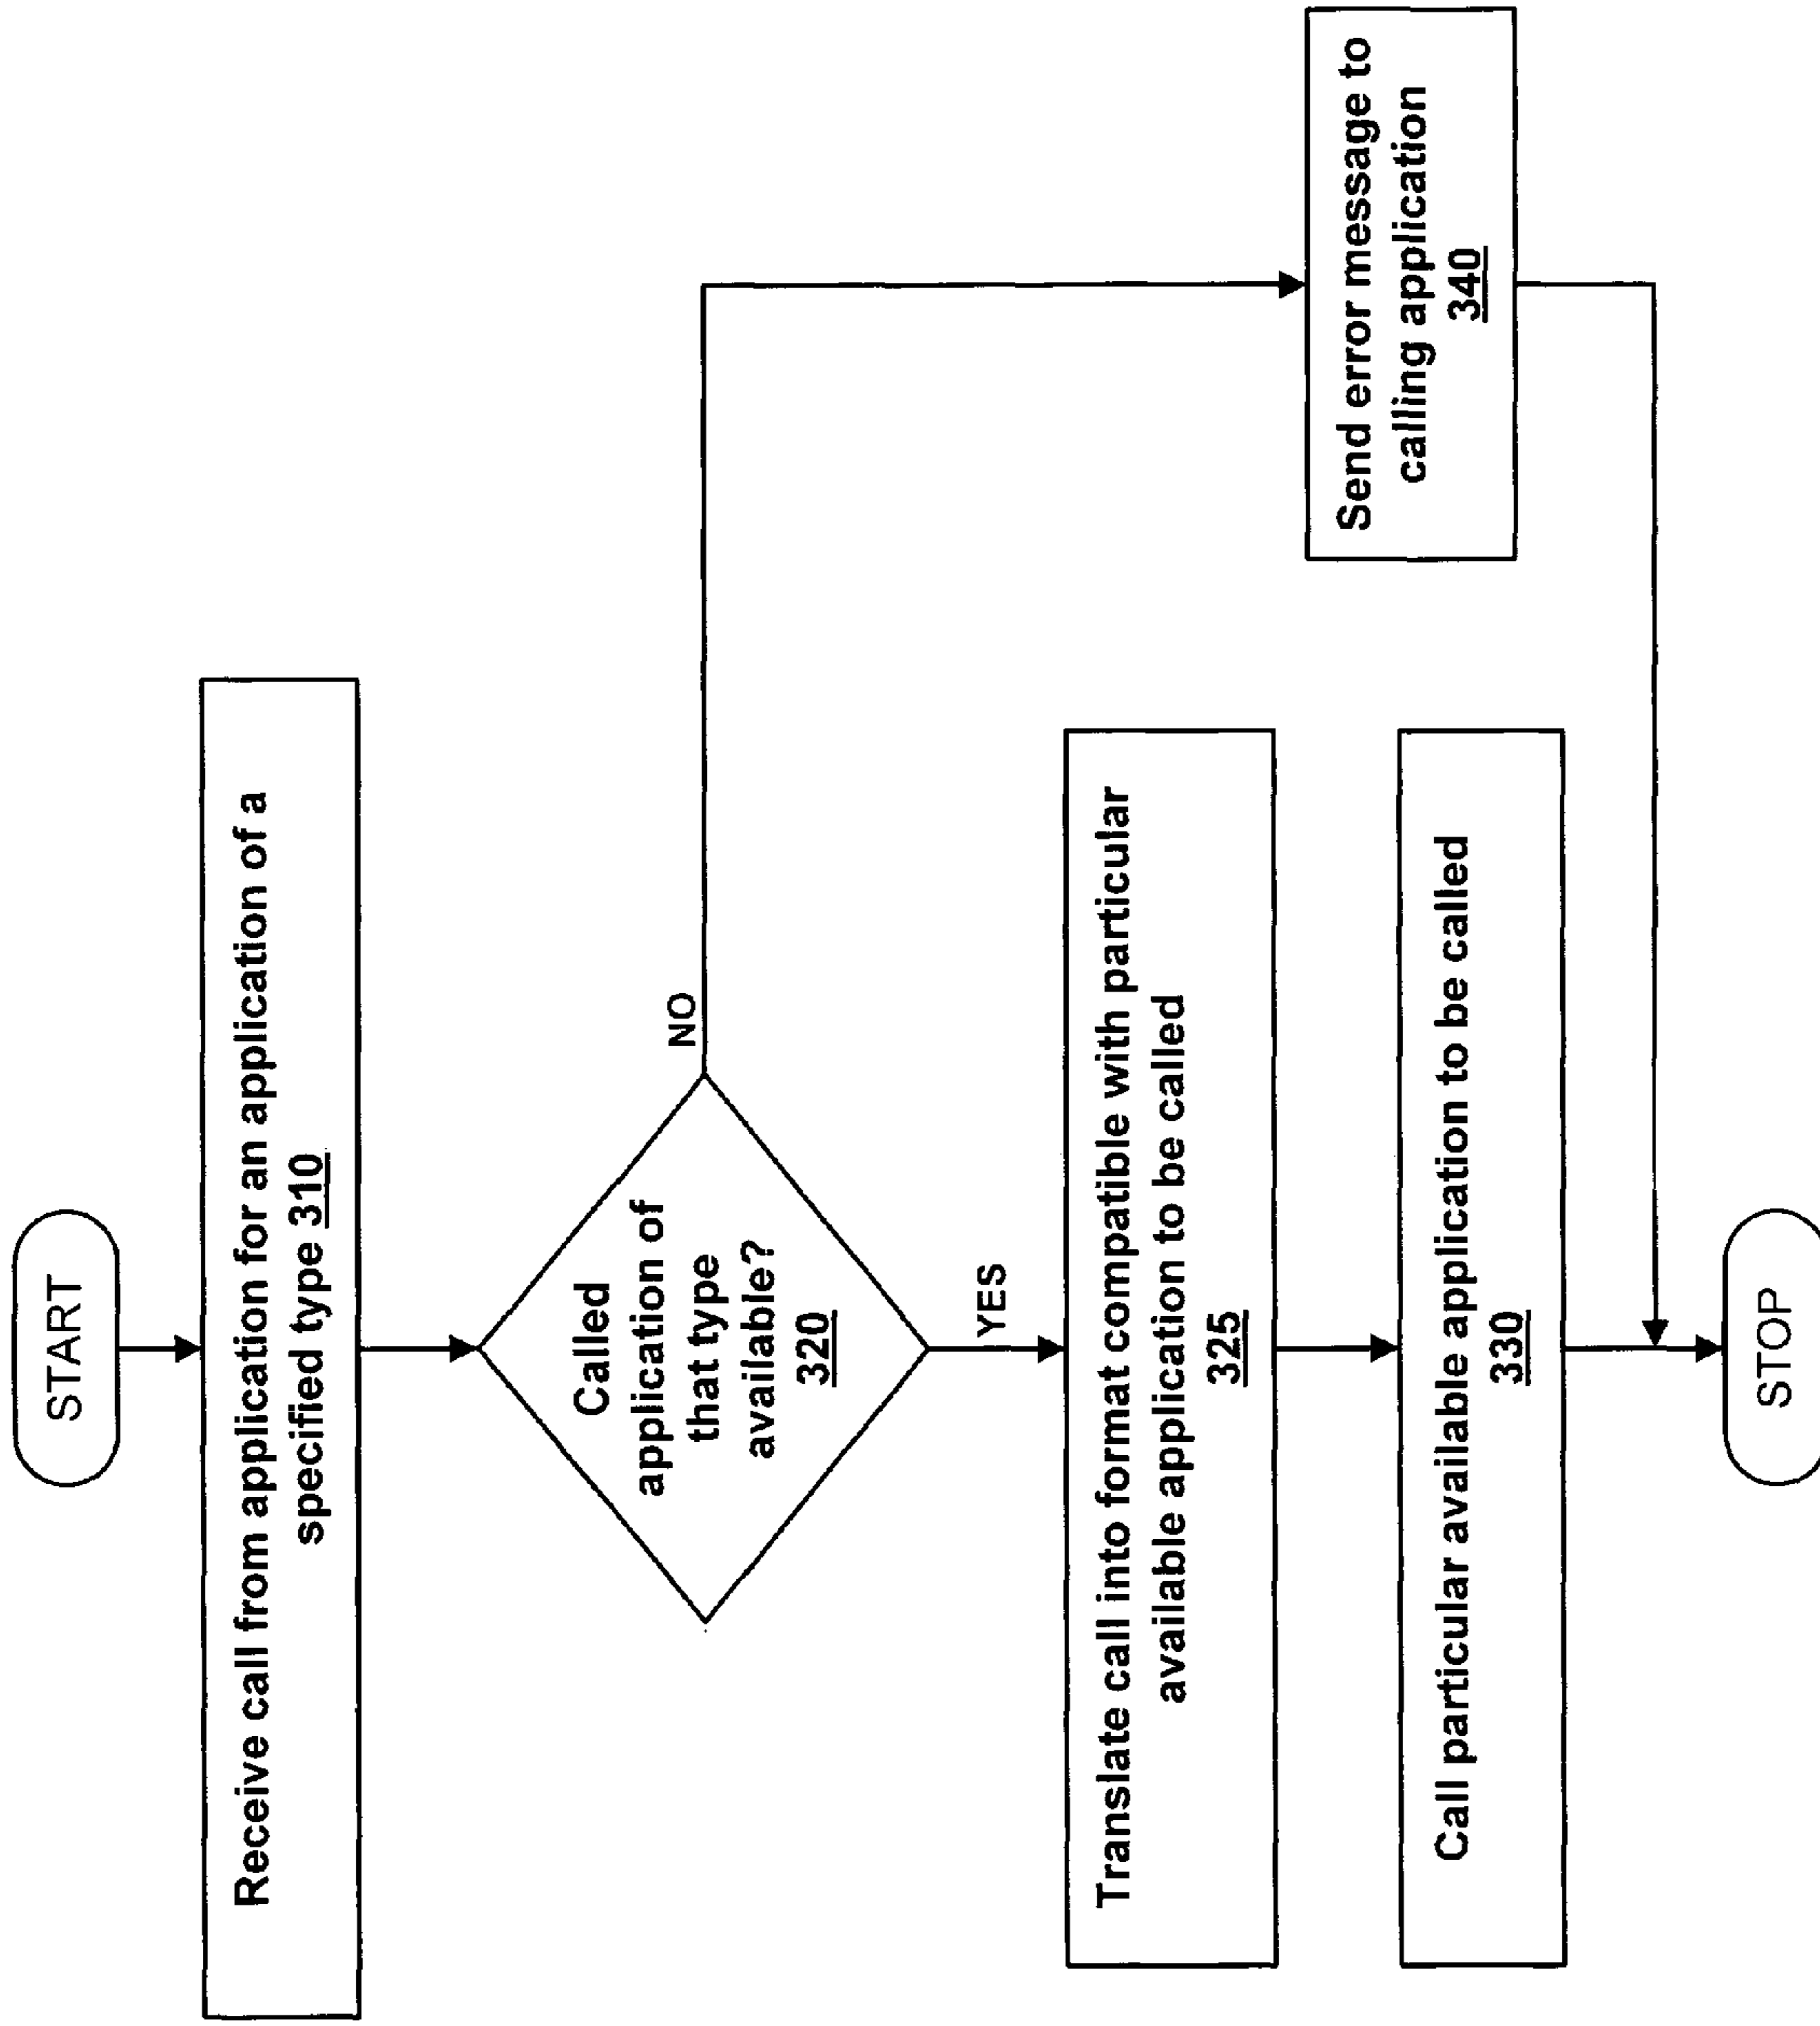 START
Receive call from application for an application of a
specified type 310
Called
application of
that type
available?
320
NO
YES
Translate call into format compatible with particular
available application to be called
325
Call particular available application to be called
330
Send error message to
calling application
340
STOP